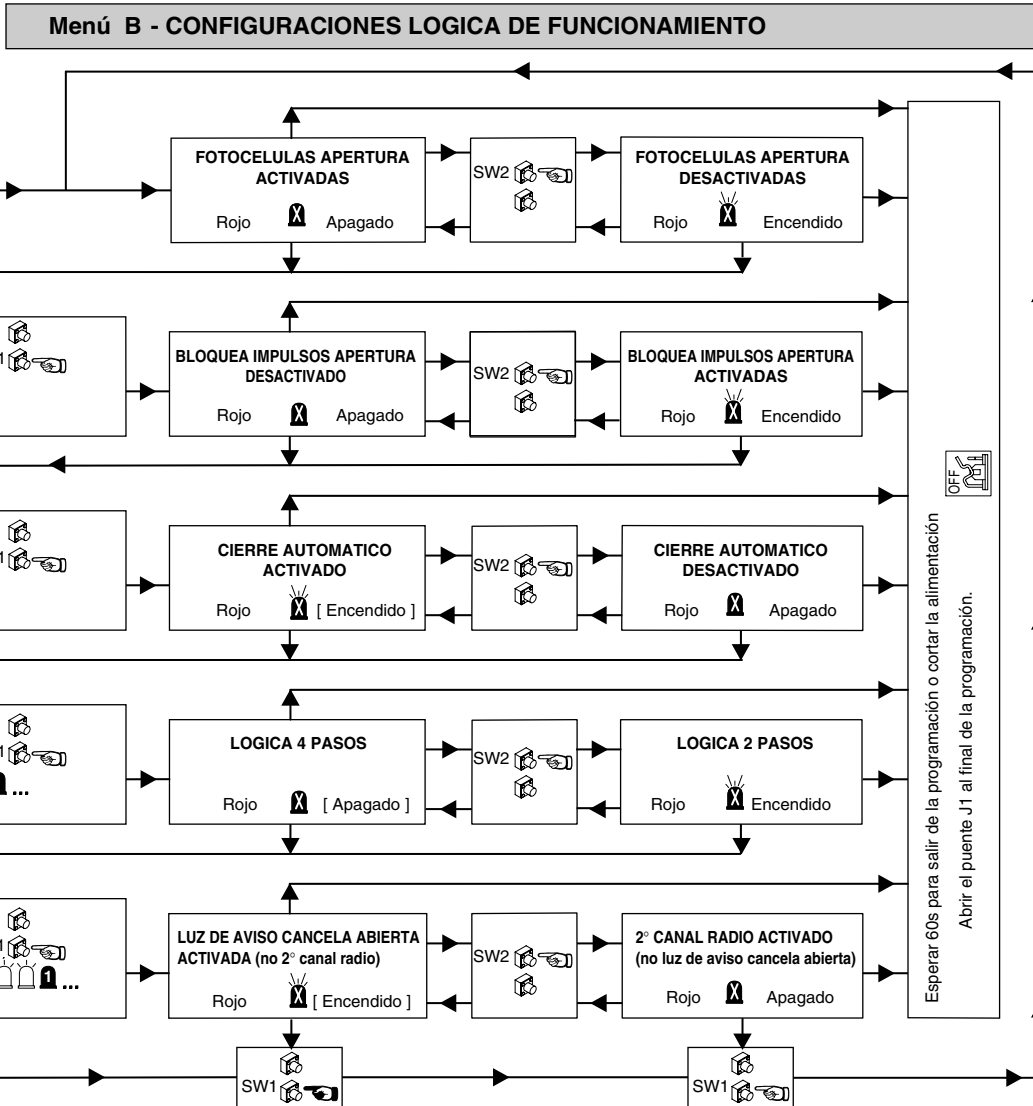 Menú B - CONFIGURACIONES LOGICA DE FUNCIONAMIENTO
FOTOCELULAS APERTURA
ACTIVADAS
Rojo X Apagado
SW2
FOTOCELULAS APERTURA
DESACTIVADAS
Rojo X Encendido
1
BLOQUEA IMPULSOS APERTURA
DESACTIVADO
Rojo X Apagado
SW2
BLOQUEA IMPULSOS APERTURA
ACTIVADAS
Rojo X Encendido
1
CIERRE AUTOMATICO
ACTIVADO
Rojo X [ Encendido ]
SW2
CIERRE AUTOMATICO
DESACTIVADO
Rojo X Apagado
1
...
LOGICA 4 PASOS
Rojo X [ Apagado ]
SW2
LOGICA 2 PASOS
Rojo X Encendido
1
1 ...
LUZ DE AVISO CANCELA ABIERTA
ACTIVADA (no 2° canal radio)
Rojo X [ Encendido ]
SW2
2° CANAL RADIO ACTIVADO
(no luz de aviso cancela abierta)
Rojo X Apagado
SW1
SW1
OFF
Esperar 60s para salir de la programación o cortar la alimentación
Abrir el puente J1 al final de la programación.